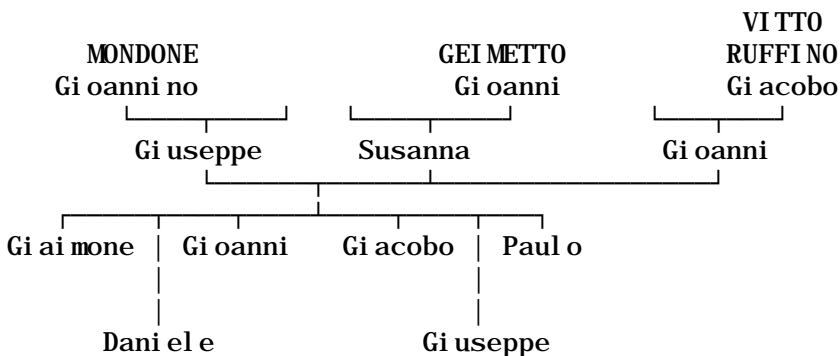 VITTO
MONDONE GEIMETTO RUFFINO
Gioannino Gioanni Giacobo
Giuseppe Susanna Gioanni
Giaimone Gioanni Giacobo Paulo
Daniele Giuseppe